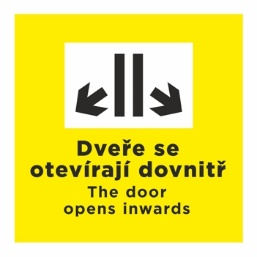 Dveře se
otevírají dovnitř
The door
opens inwards